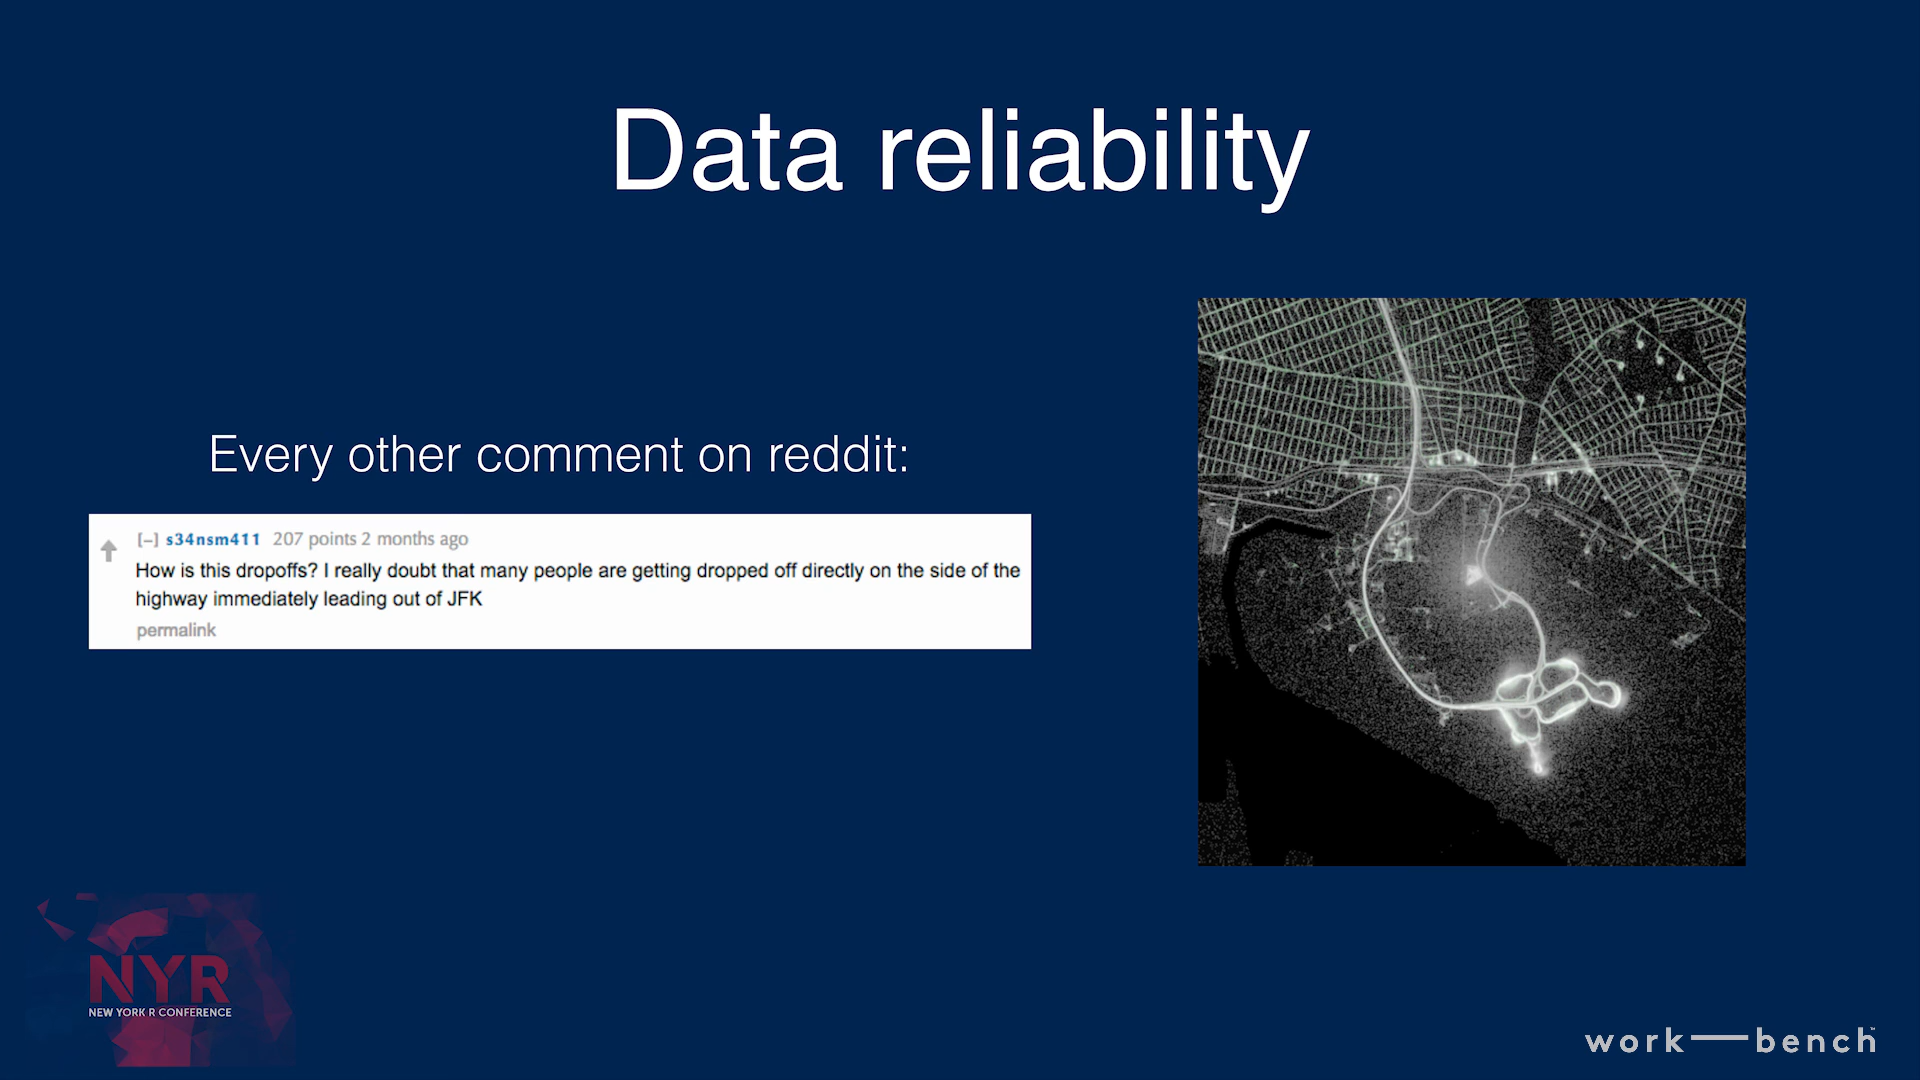 Data reliability
Every other comment on reddit:
[–] s34nsm411 207 points 2 months ago
How is this dropoffs? I really doubt that many people are getting dropped off directly on the side of the
highway immediately leading out of JFK
permalink
NYR
NEW YORK R CONFERENCE
work—bench™